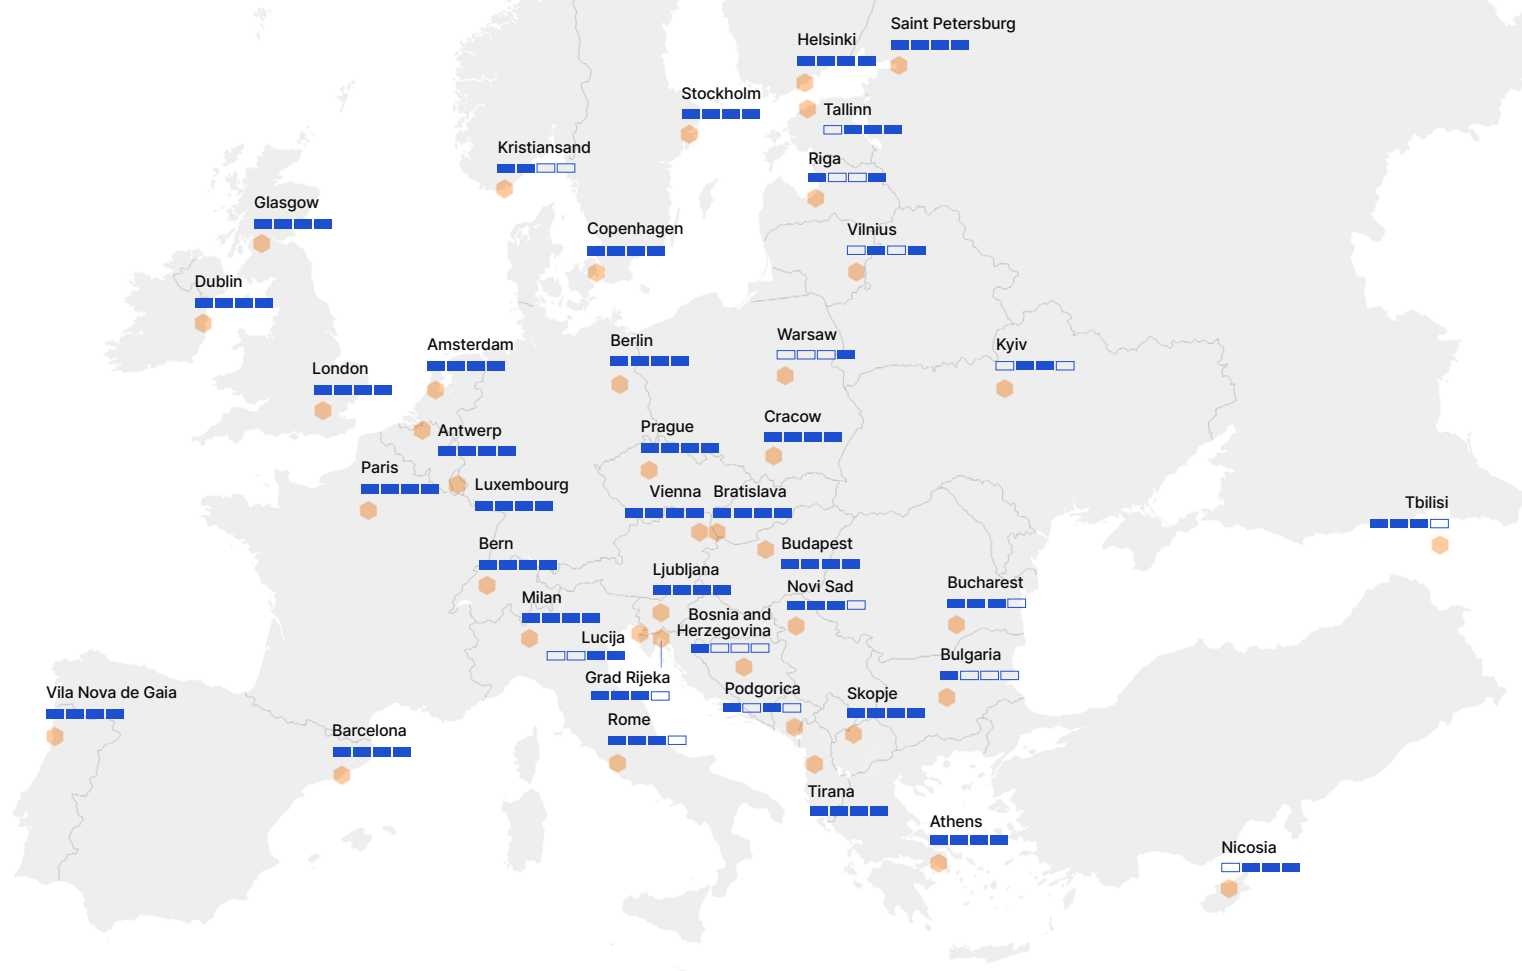 Saint Petersburg
Helsinki
Stockholm
Tallinn
Kristiansand
Riga
Glasgow
Copenhagen
Vilnius
Dublin
Warsaw
Berlin
Amsterdam
Kyiv
London
Cracow
Prague
Antwerp
Paris
Luxembourg
Vienna
Bratislava
Tbilisi
Bern
Budapest
Ljubljana
Novi Sad
Bucharest
Milan
Bosnia and
Herzegovina
Lucija
Bulgaria
Grad Rijeka
Podgorica
Skopje
Vila Nova de Gaia
Rome
Barcelona
Tirana
Athens
Nicosia